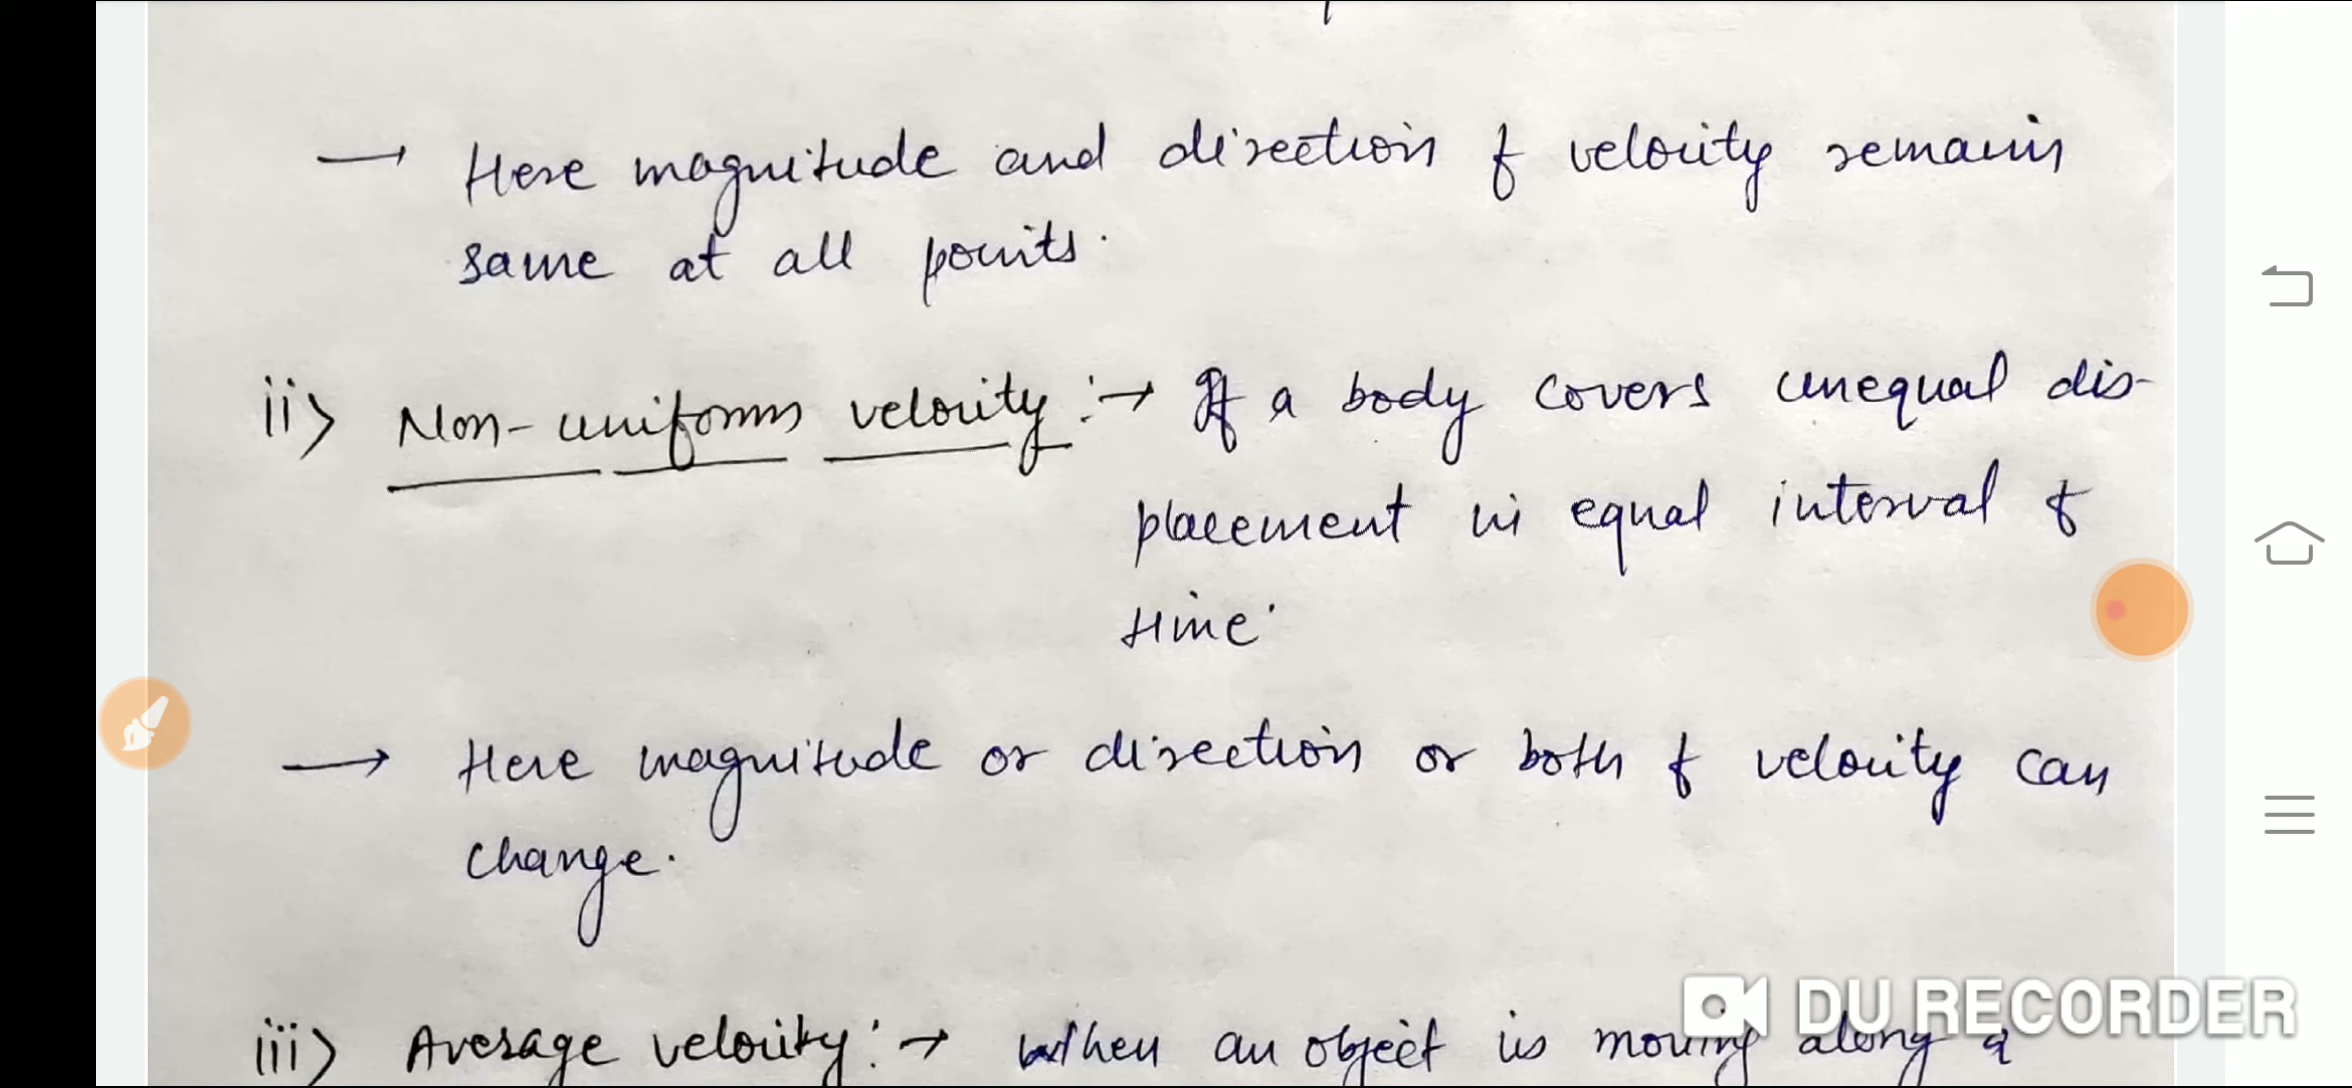 → Here magnitude and direction of velocity remains
same at all points.
ii> Non-uniform velocity :→ If a body covers unequal dis-
placement in equal interval of
time.
→ Here magnitude or direction or both of velocity can
change.
iii> Average velocity :→ When an object is moving along a
DU RECORDER